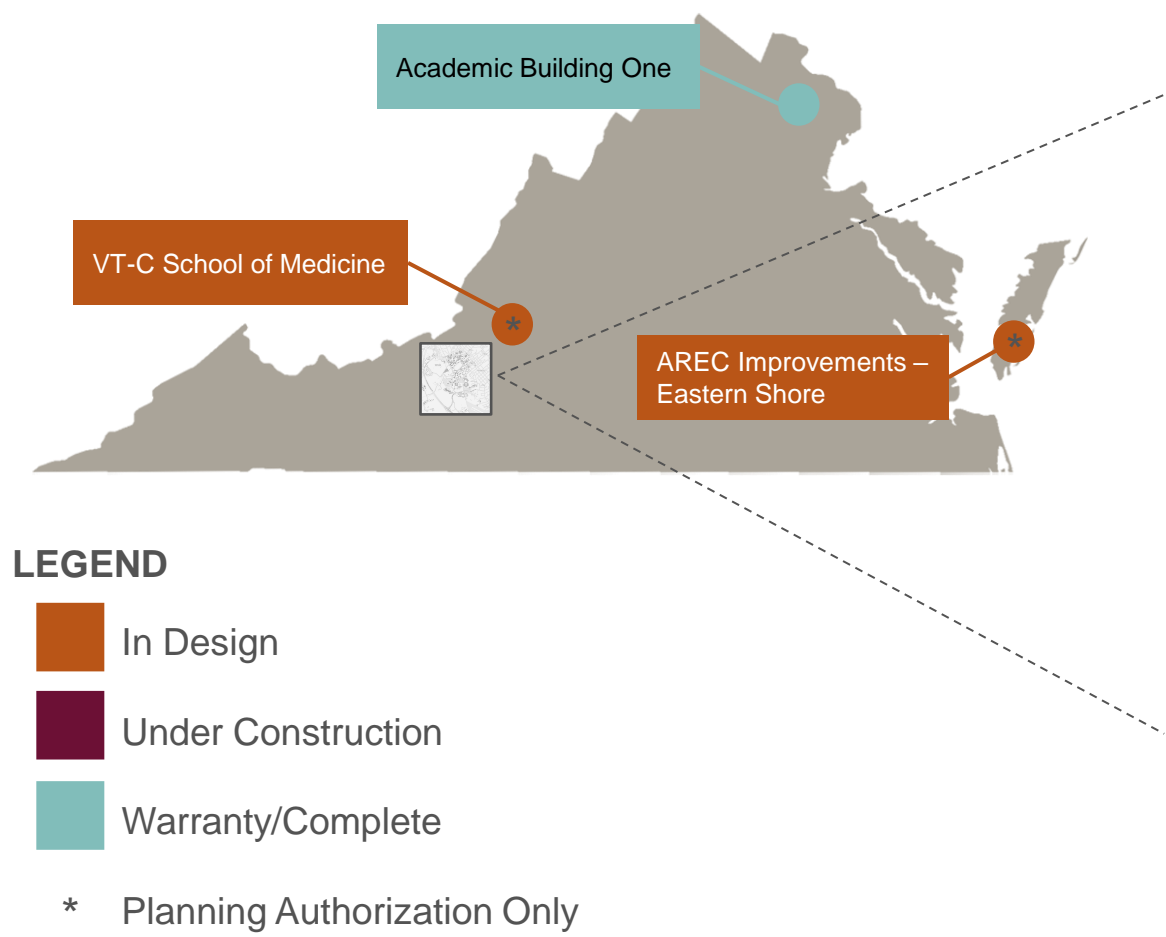 Academic Building One
VT-C School of Medicine
*
AREC Improvements –
Eastern Shore
*
LEGEND
In Design
Under Construction
Warranty/Complete
* Planning Authorization Only